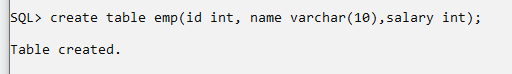 SQL> create table emp(id int, name varchar(10),salary int);
Table created.